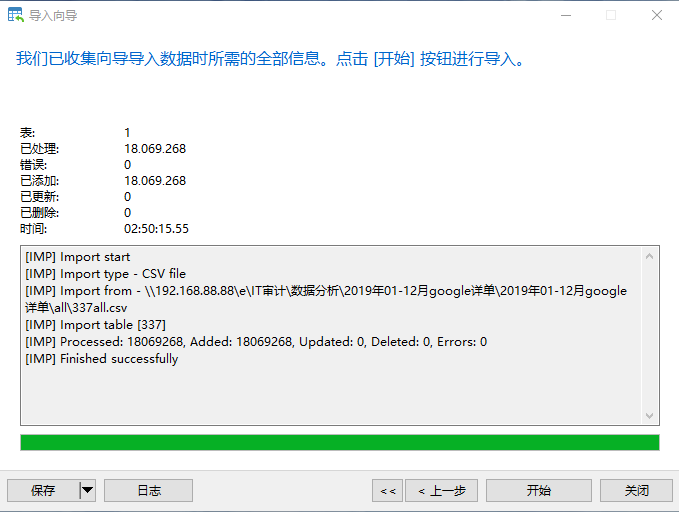 导入向导
我们已收集向导导入数据时所需的全部信息。点击 [开始] 按钮进行导入。
表: 1
已处理: 18.069.268
错误: 0
已添加: 18.069.268
已更新: 0
已删除: 0
时间: 02:50:15.55
[IMP] Import start
[IMP] Import type - CSV file
[IMP] Import from - \\192.168.88.88\e\IT审计\数据分析\2019年01-12月google详单\2019年01-12月google
详单\all\337all.csv
[IMP] Import table [337]
[IMP] Processed: 18069268, Added: 18069268, Updated: 0, Deleted: 0, Errors: 0
[IMP] Finished successfully
保存 日志 << < 上一步 开始 关闭